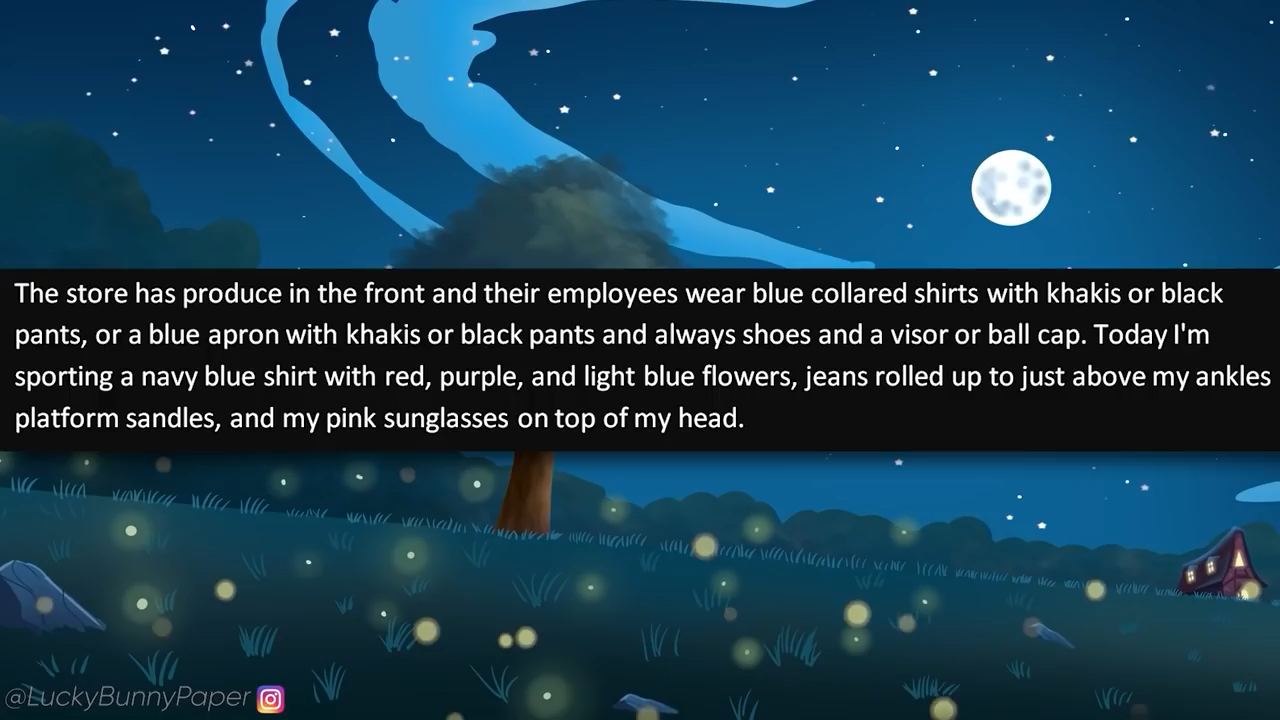 The store has produce in the front and their employees wear blue collared shirts with khakis or black
pants, or a blue apron with khakis or black pants and always shoes and a visor or ball cap. Today I'm
sporting a navy blue shirt with red, purple, and light blue flowers, jeans rolled up to just above my ankles
platform sandles, and my pink sunglasses on top of my head.
@LuckyBunnyPaper